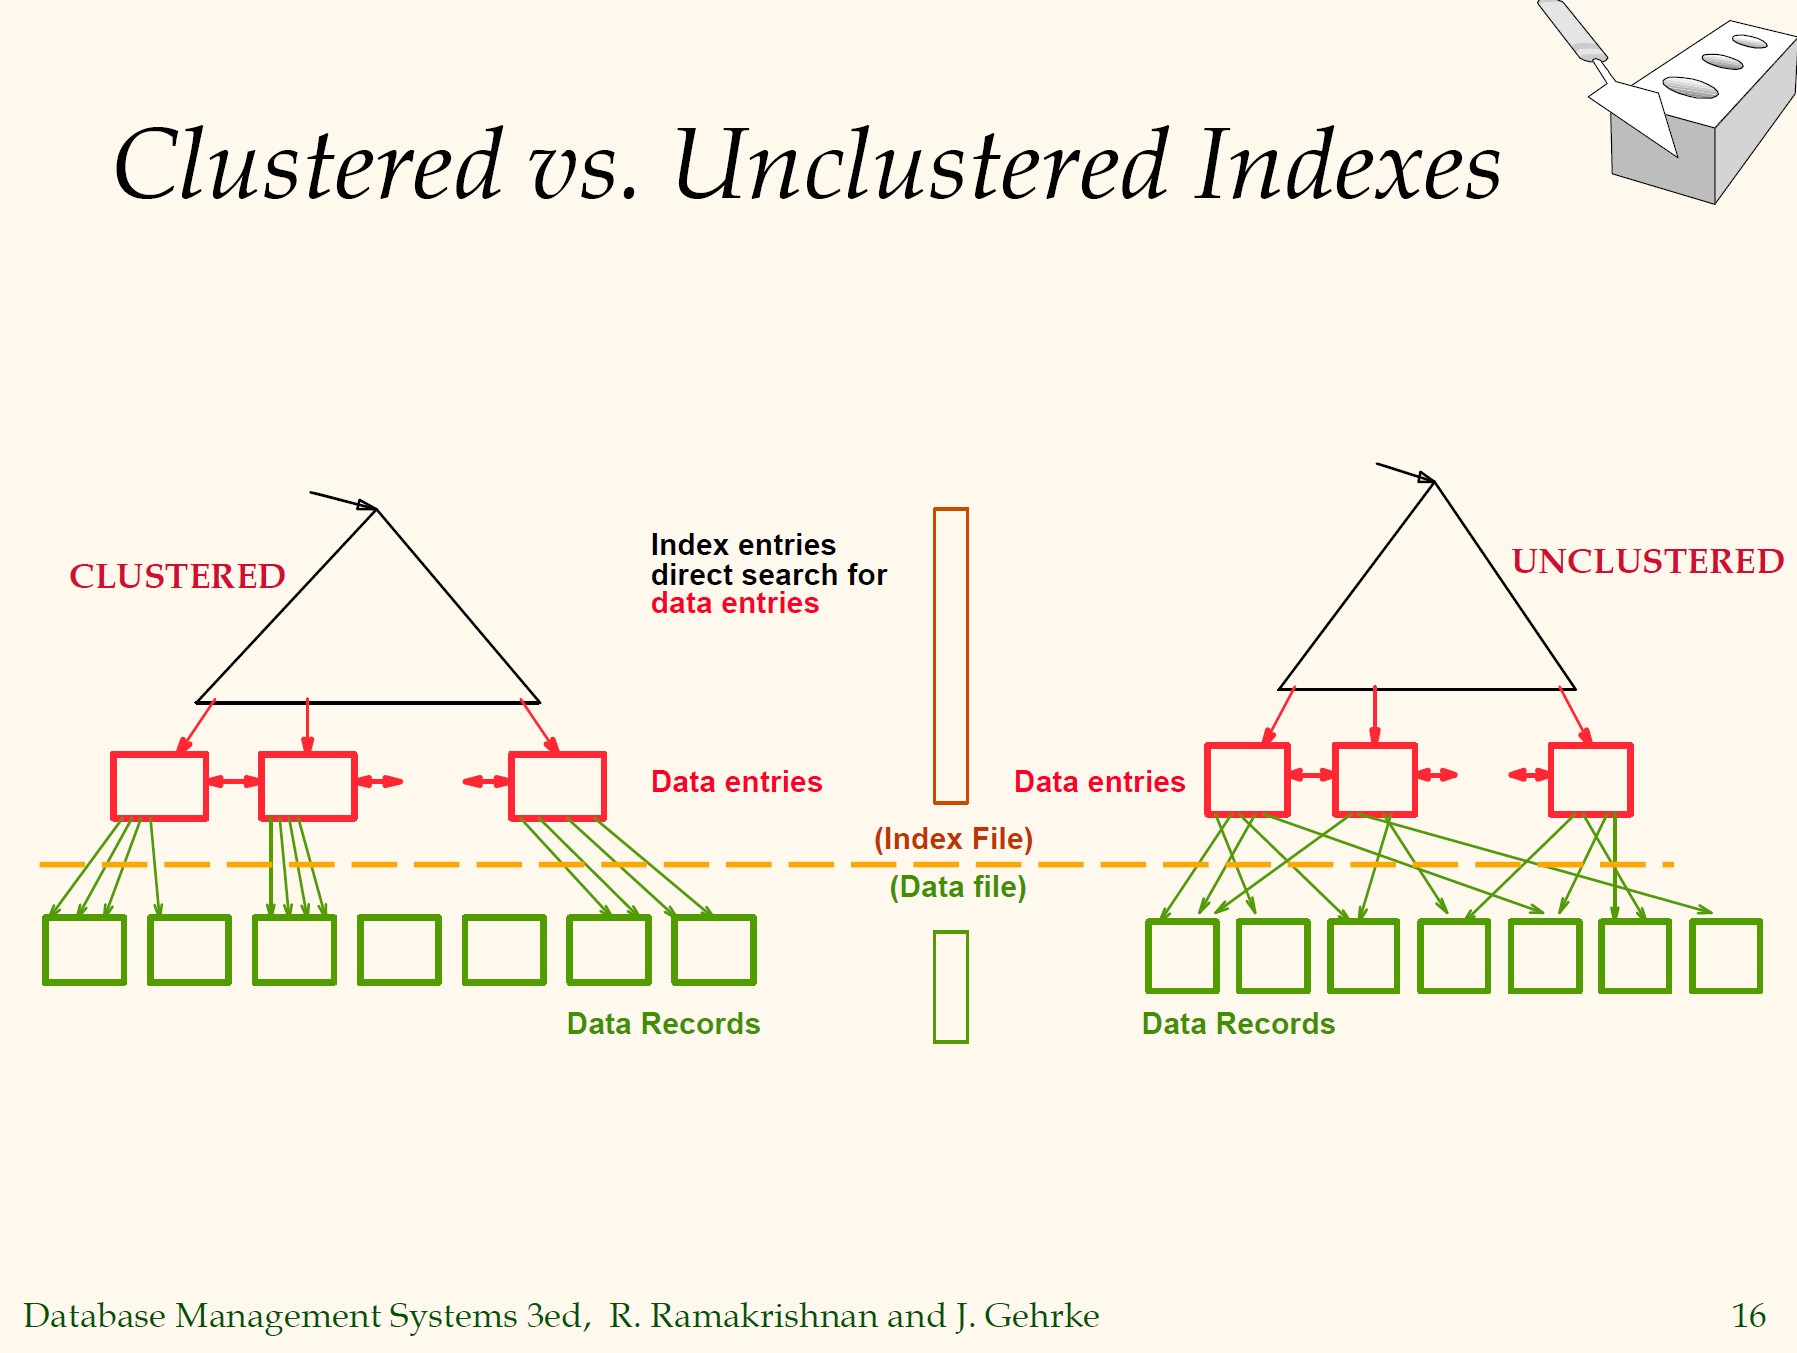 Clustered vs. Unclustered Indexes
CLUSTERED
Index entries
direct search for
data entries
UNCLUSTERED
Data entries
Data entries
(Index File)
(Data file)
Data Records
Data Records
Database Management Systems 3ed, R. Ramakrishnan and J. Gehrke
16